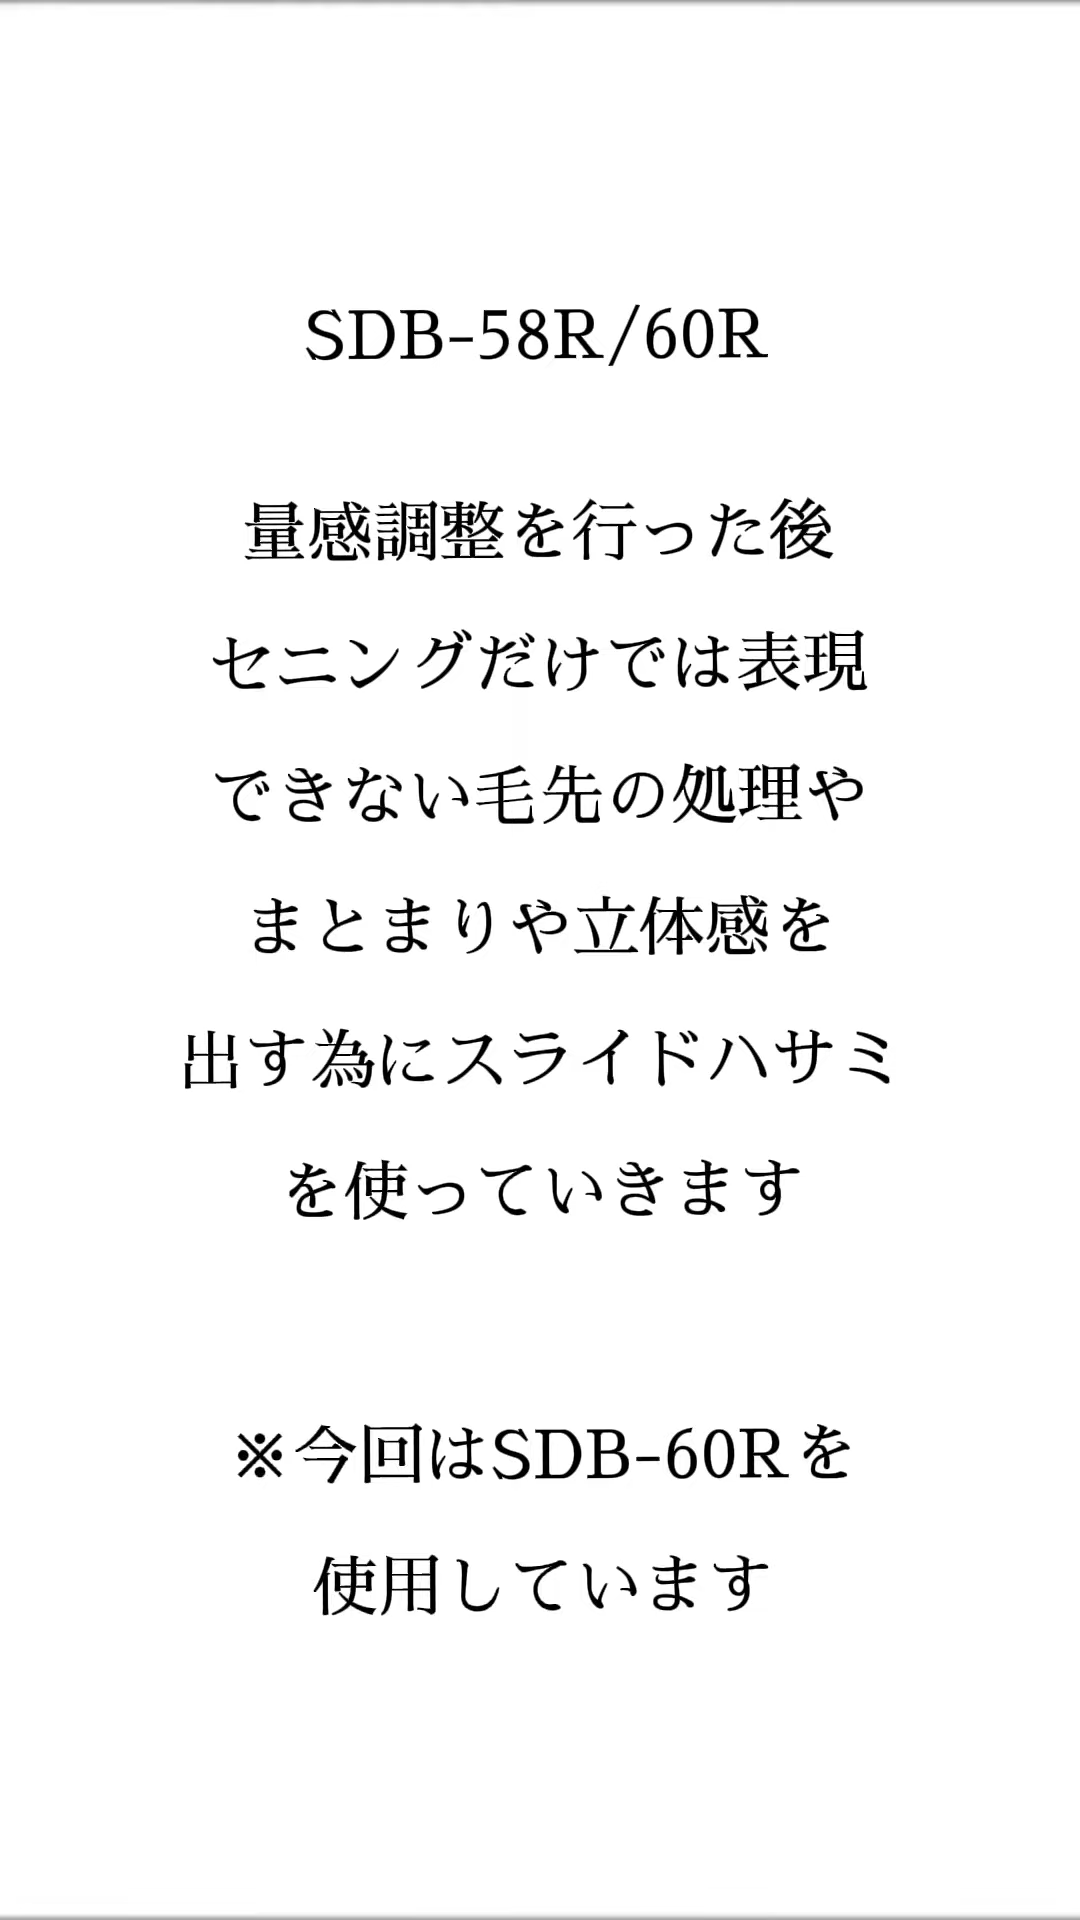 SDB-58R/60R
量感調整を行った後
セニングだけでは表現
できない毛先の処理や
まとまりや立体感を
出す為にスライドハサミ
を使っていきます
※今回はSDB-60Rを
使用しています